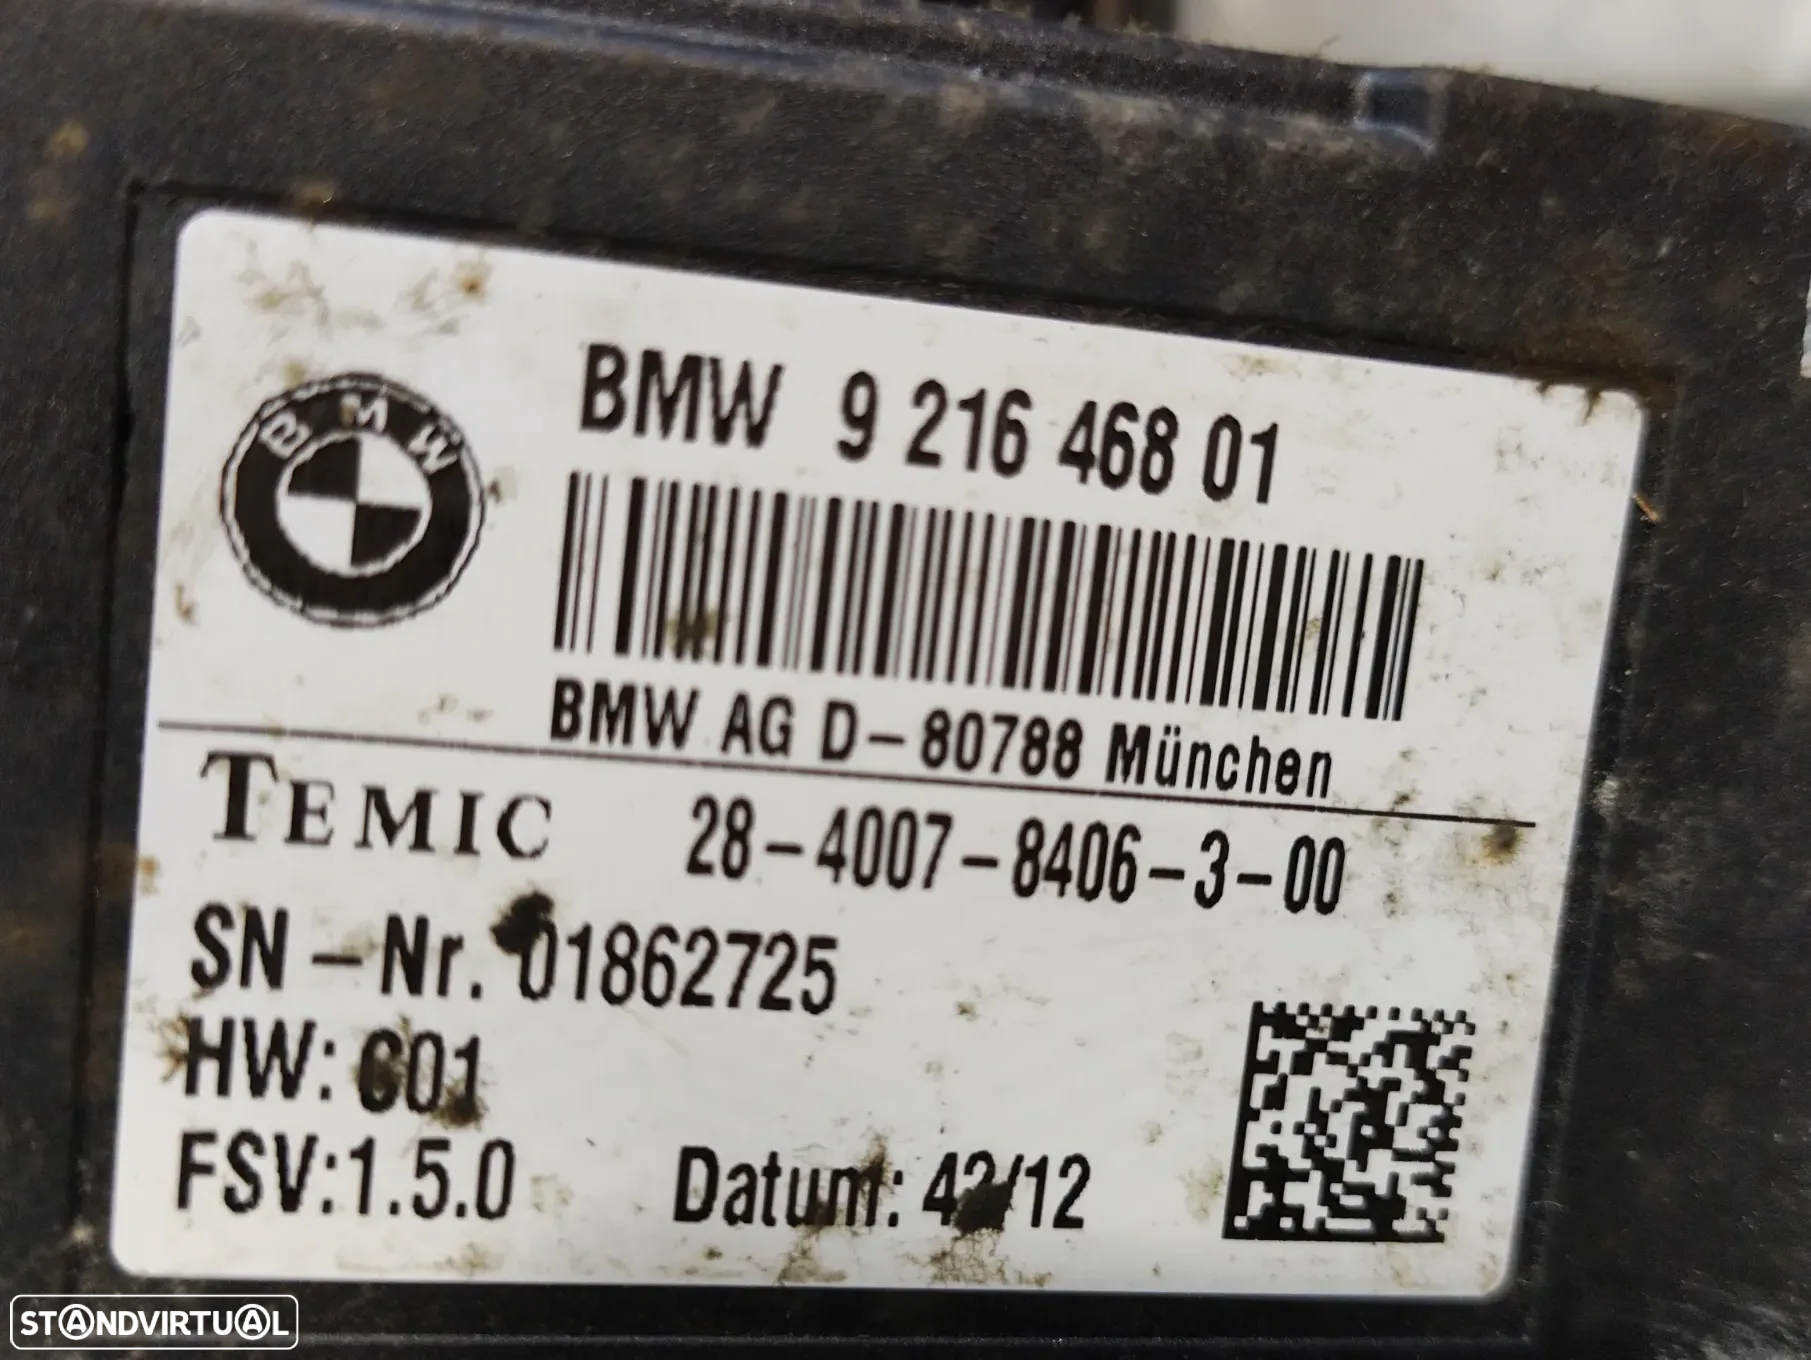 BMW
BMW 9 216 468 01
BMW AG D-80788 München
TEMIC 28-4007-8406-3-00
SN-Nr. 01862725
HW: C01
FSV:1.5.0 Datum: 42/12
STANDVIRTUAL